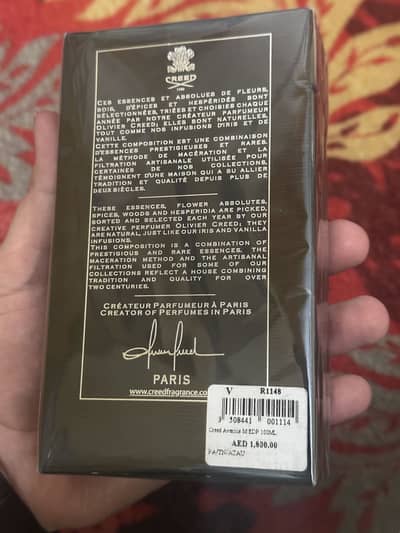 CREED
CES ESSENCES ET ABSOLUES DE FLEURS,
BOIS, D'ÉPICES ET HESPÉRIDÉS SONT
SÉLECTIONNÉES, TRIÉES ET CHOISIES CHAQUE
ANNÉE PAR NOTRE CRÉATEUR PARFUMEUR
OLIVIER CREED; ELLES SONT NATURELLES,
TOUT COMME NOS INFUSIONS D'IRIS ET DE
VANILLE.
CETTE COMPOSITION EST UNE COMBINAISON
D'ESSENCES PRESTIGIEUSES ET RARES.
LA MÉTHODE DE MACÉRATION ET LA
FILTRATION ARTISANALE UTILISÉE POUR
CERTAINES DE NOS COLLECTIONS,
TÉMOIGNENT D'UNE MAISON QUI A SU ALLIER
TRADITION ET QUALITÉ DEPUIS PLUS DE
DEUX SIÈCLES.
THESE ESSENCES, FLOWER ABSOLUTES,
SPICES, WOODS AND HESPERIDIA ARE PICKED,
SORTED AND SELECTED EACH YEAR BY OUR
CREATIVE PERFUMER OLIVIER CREED; THEY
ARE NATURAL, JUST LIKE OUR IRIS AND VANILLA
INFUSIONS.
THIS COMPOSITION IS A COMBINATION OF
PRESTIGIOUS AND RARE ESSENCES, THE
MACERATION METHOD AND THE ARTISANAL
FILTRATION USED FOR SOME OF OUR
COLLECTIONS REFLECT A HOUSE COMBINING
TRADITION AND QUALITY FOR OVER
TWO CENTURIES.
CRÉATEUR PARFUMEUR À PARIS
CREATOR OF PERFUMES IN PARIS
PARIS
www.creedfragrance.co
V R1148
3 508441 001114
Creed Aventus M EDP 100ML
AED 1,800.00